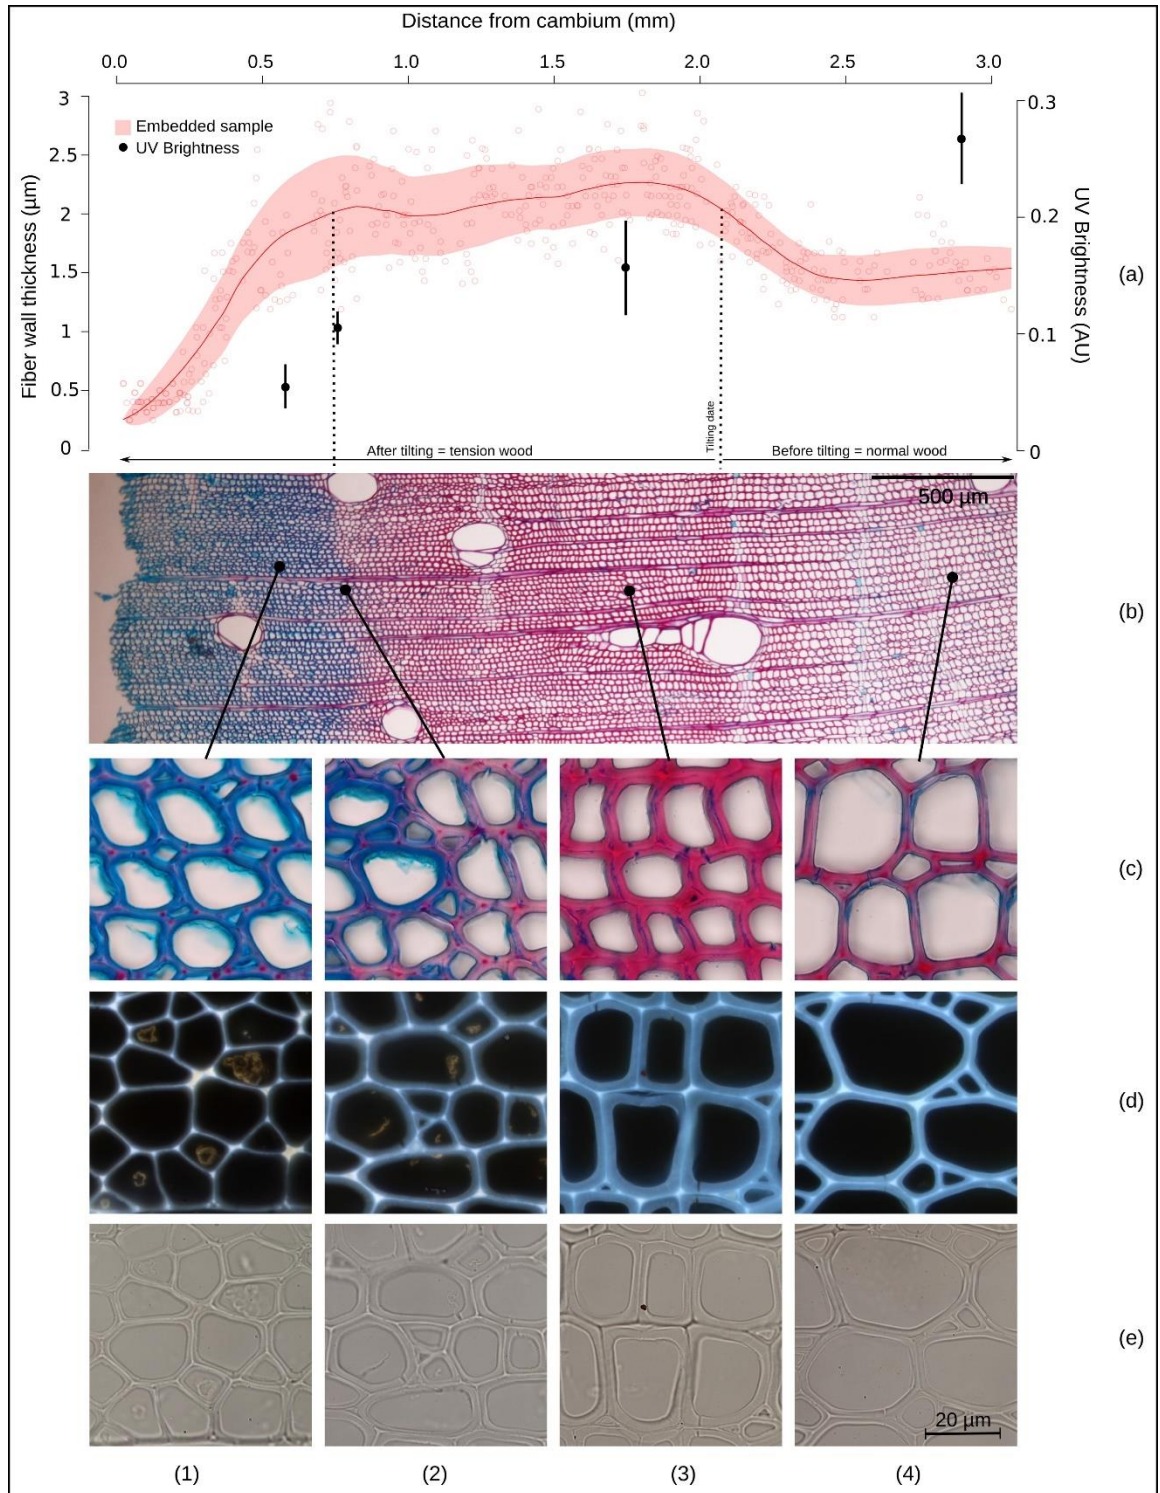 Distance from cambium (mm)
0.0 0.5 1.0 1.5 2.0 2.5 3.0
Fiber wall thickness (µm)
3
2.5
2
1.5
1
0.5
0
Embedded sample
UV Brightness
0.3
0.2
0.1
0
UV Brightness (AU)
(a)
Tilting date
After tilting = tension wood
Before tilting = normal wood
500 µm
(b)
(c)
(d)
(e)
20 µm
(1) (2) (3) (4)